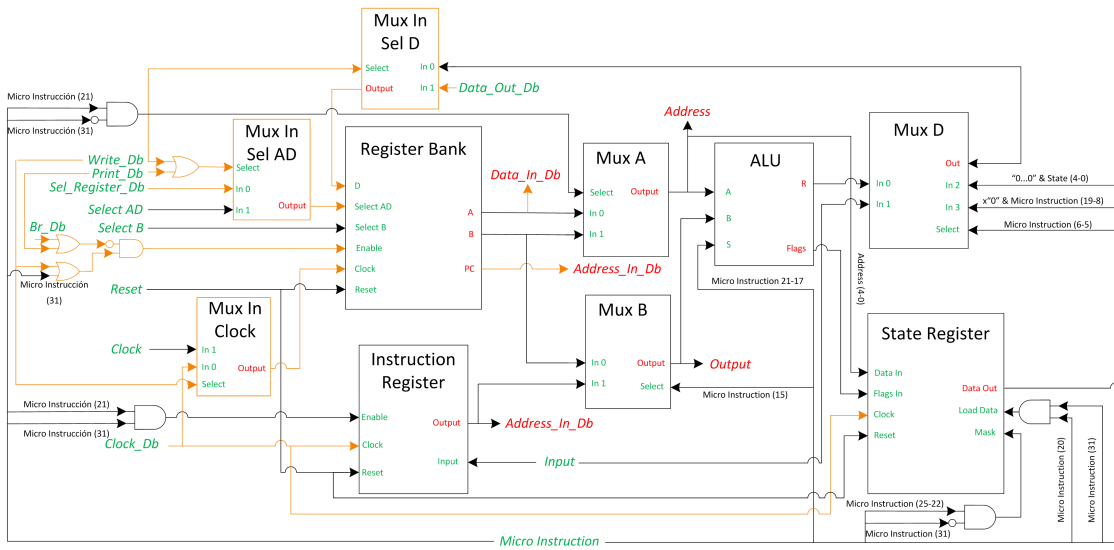 Mux In
Sel D
Select
Output
In 0
In 1
Data_Out_Db
Micro Instrucción (21)
Micro Instrucción (31)
Mux In
Sel AD
Select
In 0
In 1
Output
Write_Db
Print_Db
Sel_Register_Db
Select AD
Select B
Br_Db
Micro Instrucción
(31)
Reset
Register Bank
D
Select AD
Select B
Enable
Clock
Reset
A
B
PC
Data_In_Db
Address_In_Db
Mux A
Select
In 0
In 1
Output
Address
ALU
A
B
S
R
Flags
Micro Instruction 21-17
Mux D
Out
In 0
In 1
In 2
In 3
Select
“0...0” & State (4-0)
x”0” & Micro Instruction (19-8)
Micro Instruction (6-5)
Address (4-0)
Mux In
Clock
In 1
In 0
Select
Output
Clock
Micro Instrucción (21)
Micro Instrucción (31)
Clock_Db
Instruction
Register
Enable
Clock
Reset
Output
Input
Address_In_Db
Mux B
In 0
In 1
Output
Select
Output
Micro Instruction (15)
Input
State Register
Data In
Flags In
Clock
Reset
Data Out
Load Data
Mask
Micro Instruction (20)
Micro Instruction (31)
Micro Instruction (25-22)
Micro Instruction (31)
Micro Instruction